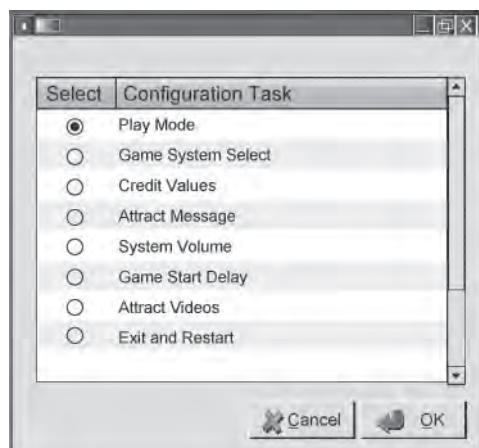 Select Configuration Task
Play Mode
Game System Select
Credit Values
Attract Message
System Volume
Game Start Delay
Attract Videos
Exit and Restart
Cancel OK